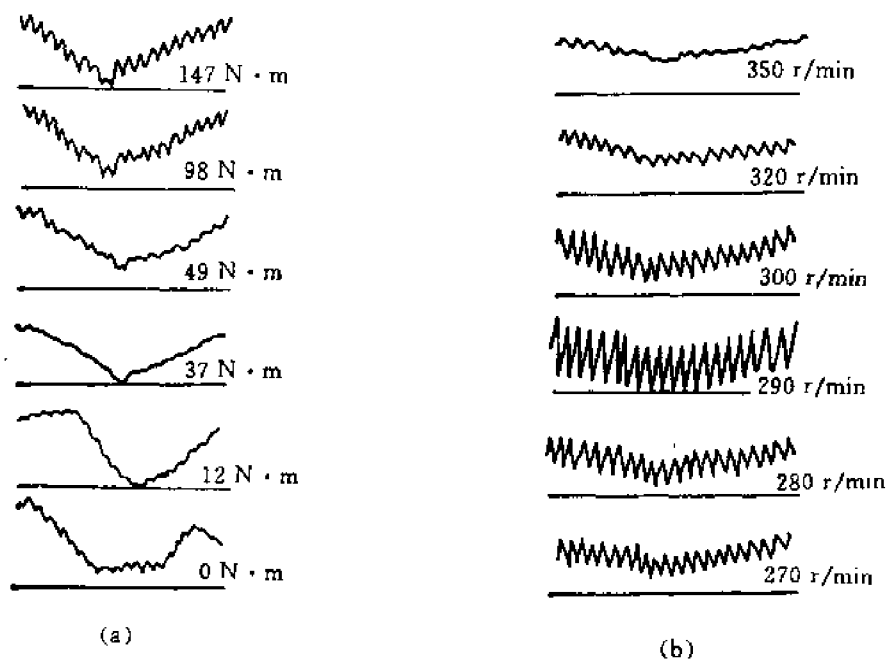 147 N · m
98 N · m
49 N · m
37 N · m
12 N · m
0 N · m
(a)
350 r/min
320 r/min
300 r/min
290 r/min
280 r/min
270 r/min
(b)